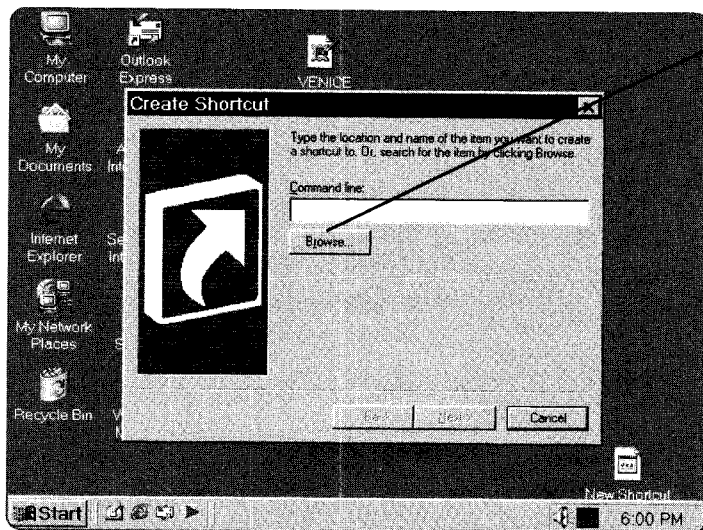 My Computer
Outlook Express
VENICE
Create Shortcut
Type the location and name of the item you want to create
a shortcut to. Or, search for the item by clicking Browse.
Command line:
Browse...
My Documents
Internet Explorer
My Network Places
Recycle Bin
Cancel
New Shortcut
Start
6:00 PM